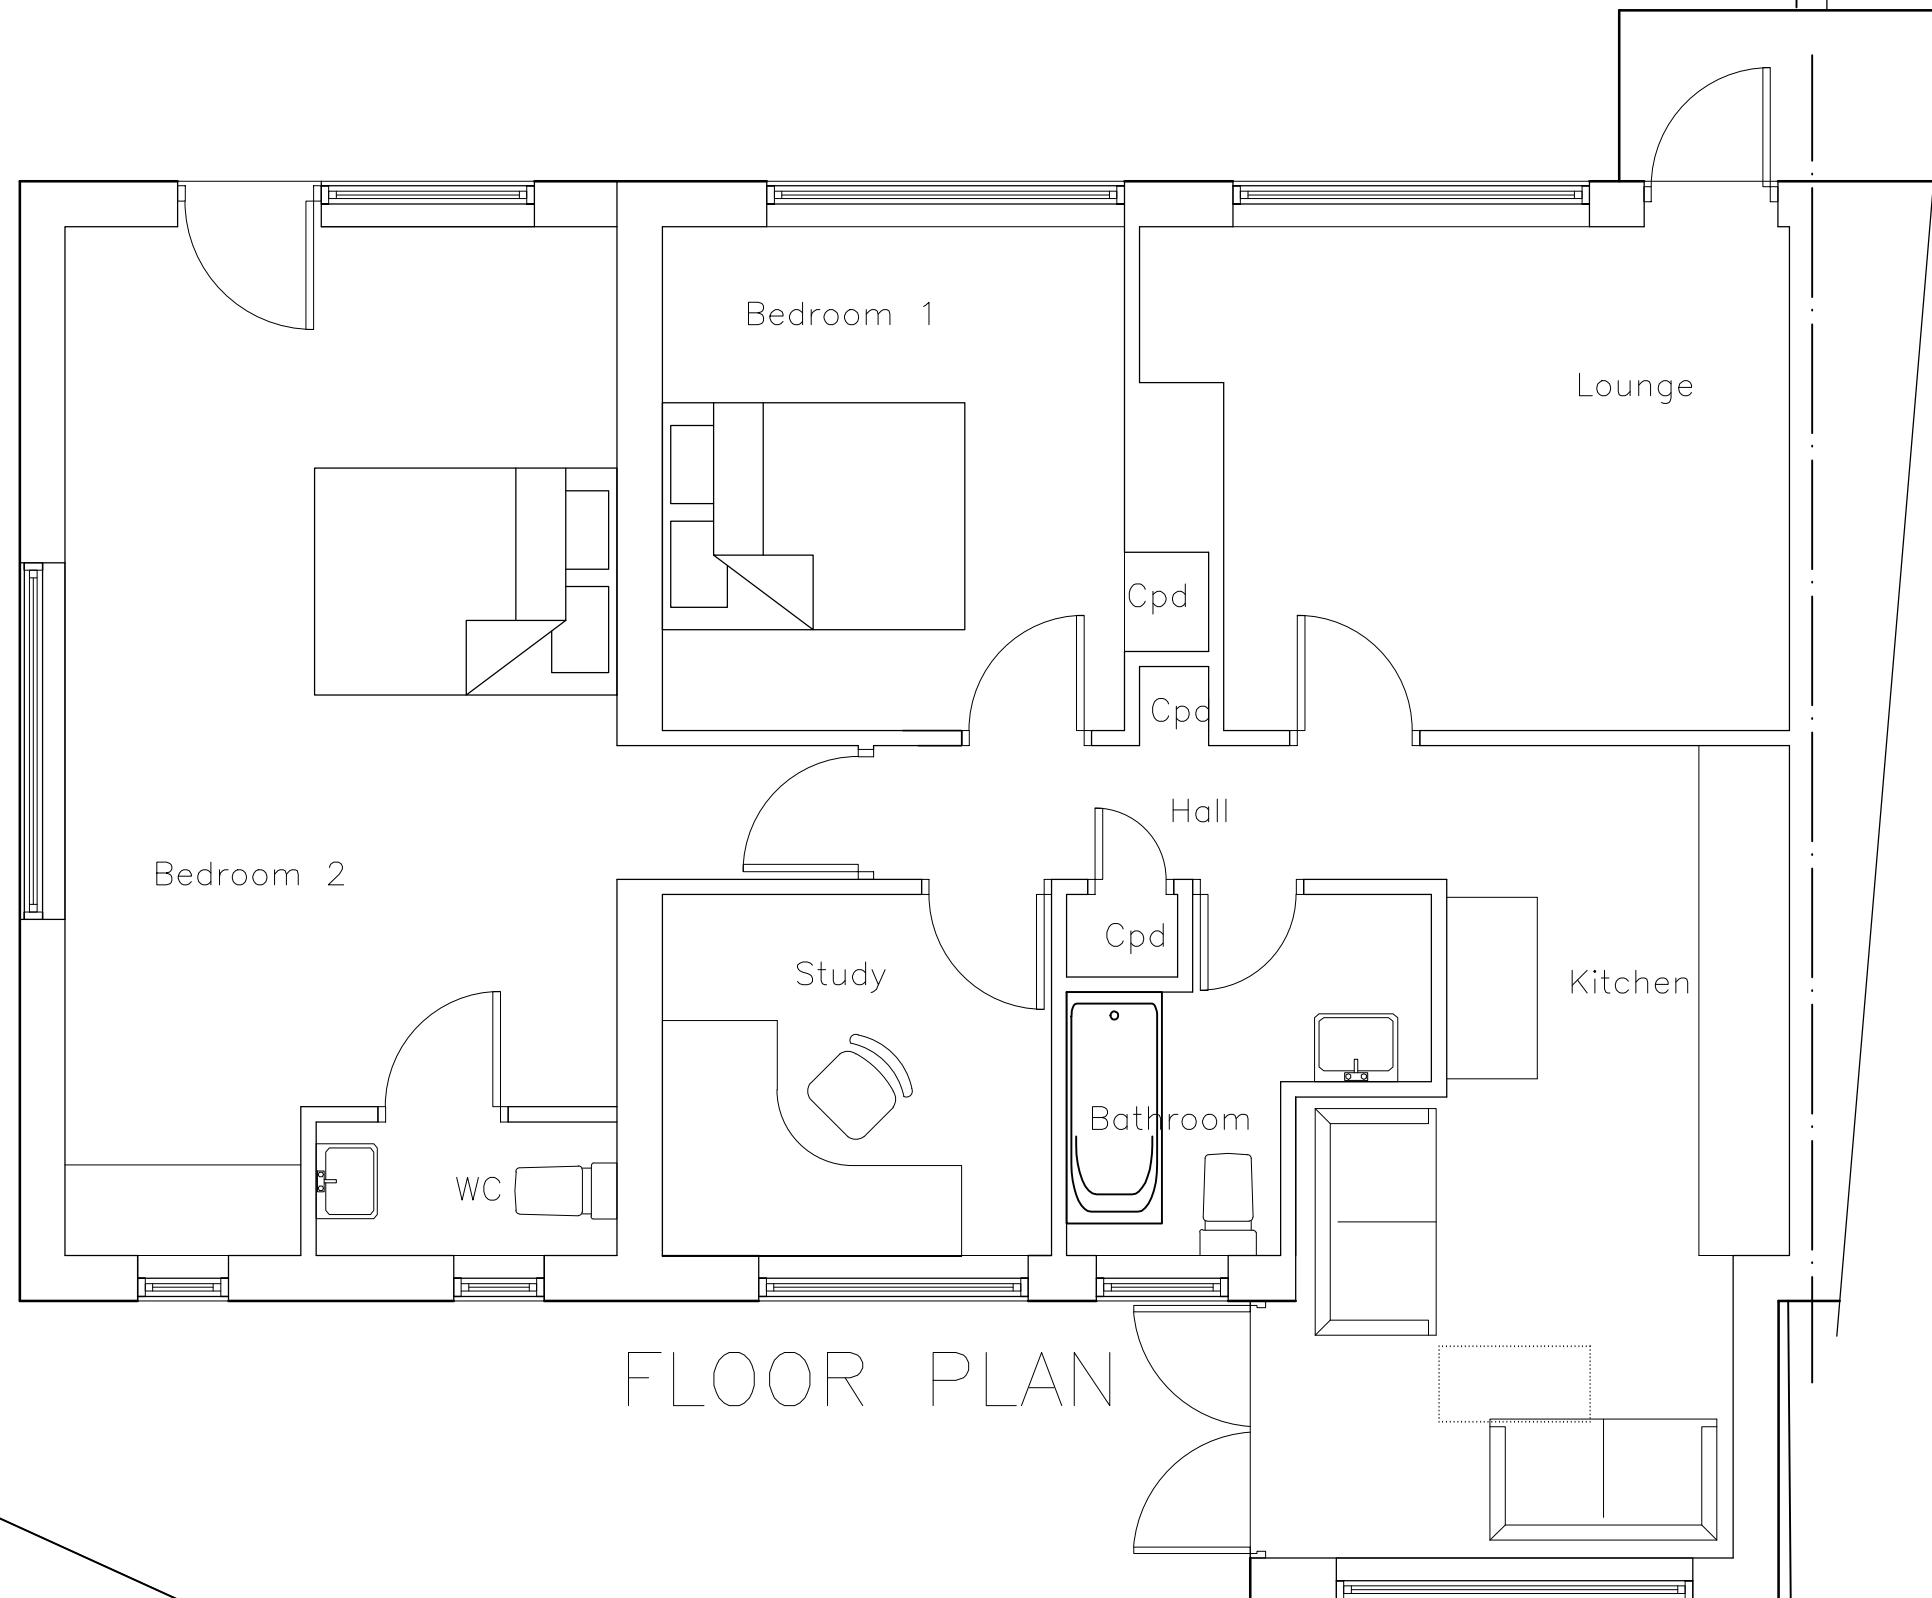 Bedroom 1
Lounge
Cpd
Cpd
Hall
Bedroom 2
Cpd
Study
Kitchen
Bathroom
WC
FLOOR PLAN